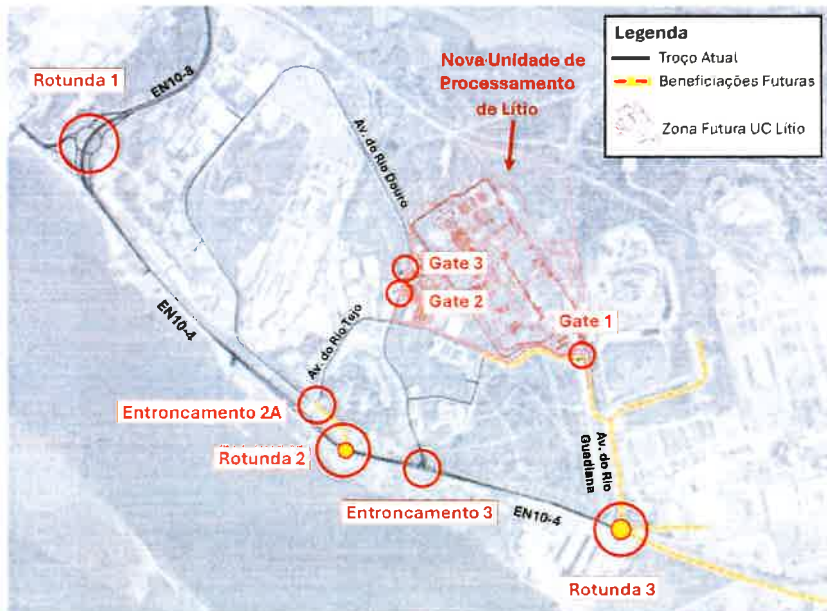 Legenda
Troço Atual
Beneficiações Futuras
Zona Futura UC Lítio
Rotunda 1
EN10-8
Nova Unidade de
Processamento
de Lítio
Av. do Rio Douro
Gate 3
Gate 2
Gate 1
EN10-4
Av. do Rio Tejo
Entroncamento 2A
Rotunda 2
Entroncamento 3
EN10-4
Av. do Rio
Guadiana
Rotunda 3